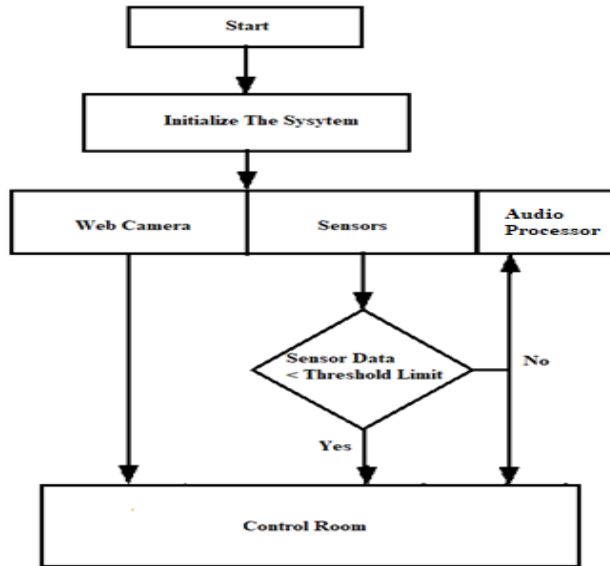 Start
Initialize The Sysytem
Web Camera
Sensors
Audio
Processor
Sensor Data
< Threshold Limit
No
Yes
Control Room